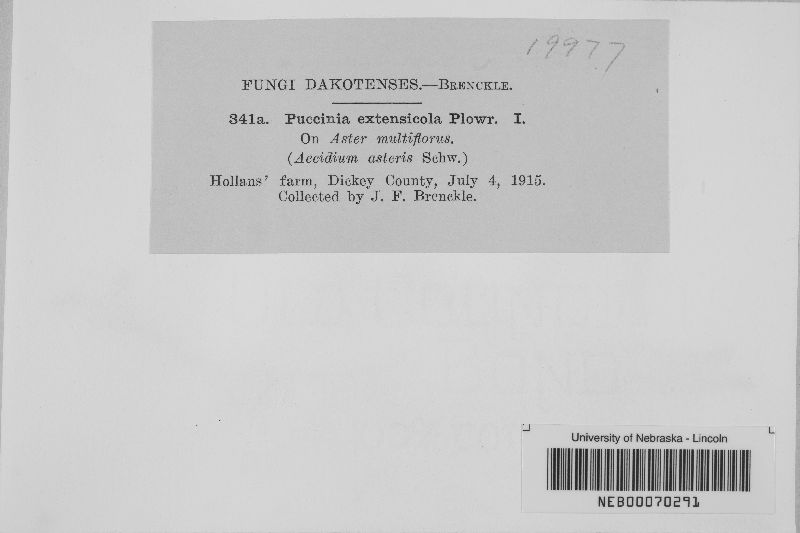 19977
FUNGI DAKOTENSES.—BRENCKLE.
341a. Puccinia extensicola Plowr. I.
On Aster multiflorus.
(Aecidium asteris Schw.)
Hollans' farm, Dickey County, July 4, 1915.
Collected by J. F. Brenckle.
University of Nebraska - Lincoln
NEB00070291